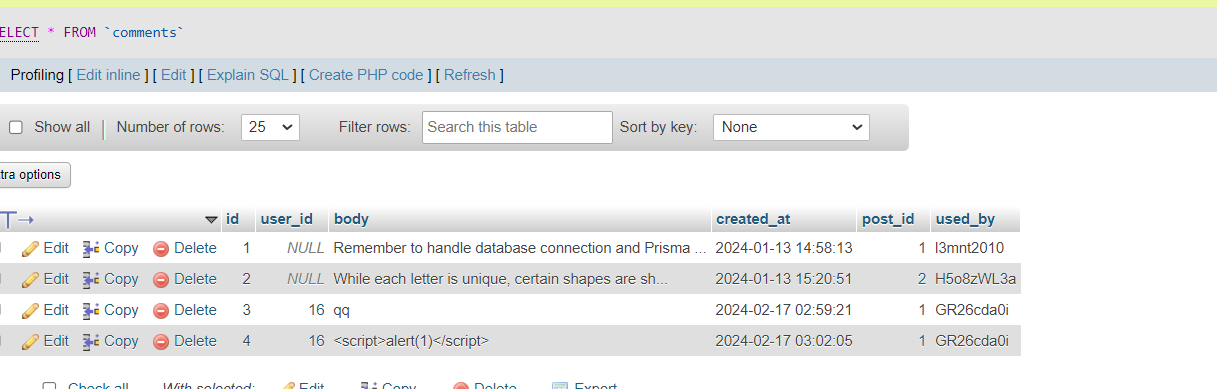 ELECT * FROM `comments`
Profiling [ Edit inline ] [ Edit ] [ Explain SQL ] [ Create PHP code ] [ Refresh ]
Show all Number of rows: 25 Filter rows: Search this table Sort by key: None
tra options
id user_id body created_at post_id used_by
Edit Copy Delete 1 NULL Remember to handle database connection and Prisma ... 2024-01-13 14:58:13 1 l3mnt2010
Edit Copy Delete 2 NULL While each letter is unique, certain shapes are sh... 2024-01-13 15:20:51 2 H5o8zWL3a
Edit Copy Delete 3 16 qq 2024-02-17 02:59:21 1 GR26cda0i
Edit Copy Delete 4 16 <script>alert(1)</script> 2024-02-17 03:02:05 1 GR26cda0i
Check all With selected: Edit Copy Delete Export